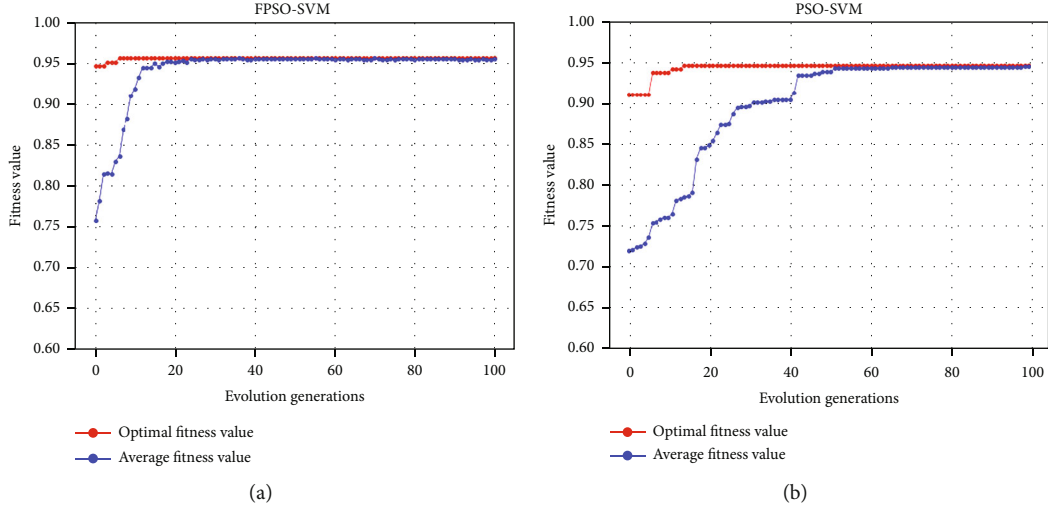 FPSO-SVM
1.00
0.95
0.90
0.85
0.80
0.75
0.70
0.65
0.60
Fitness value
0 20 40 60 80 100
Evolution generations
Optimal fitness value
Average fitness value
(a)
PSO-SVM
1.00
0.95
0.90
0.85
0.80
0.75
0.70
0.65
0.60
Fitness value
0 20 40 60 80 100
Evolution generations
Optimal fitness value
Average fitness value
(b)